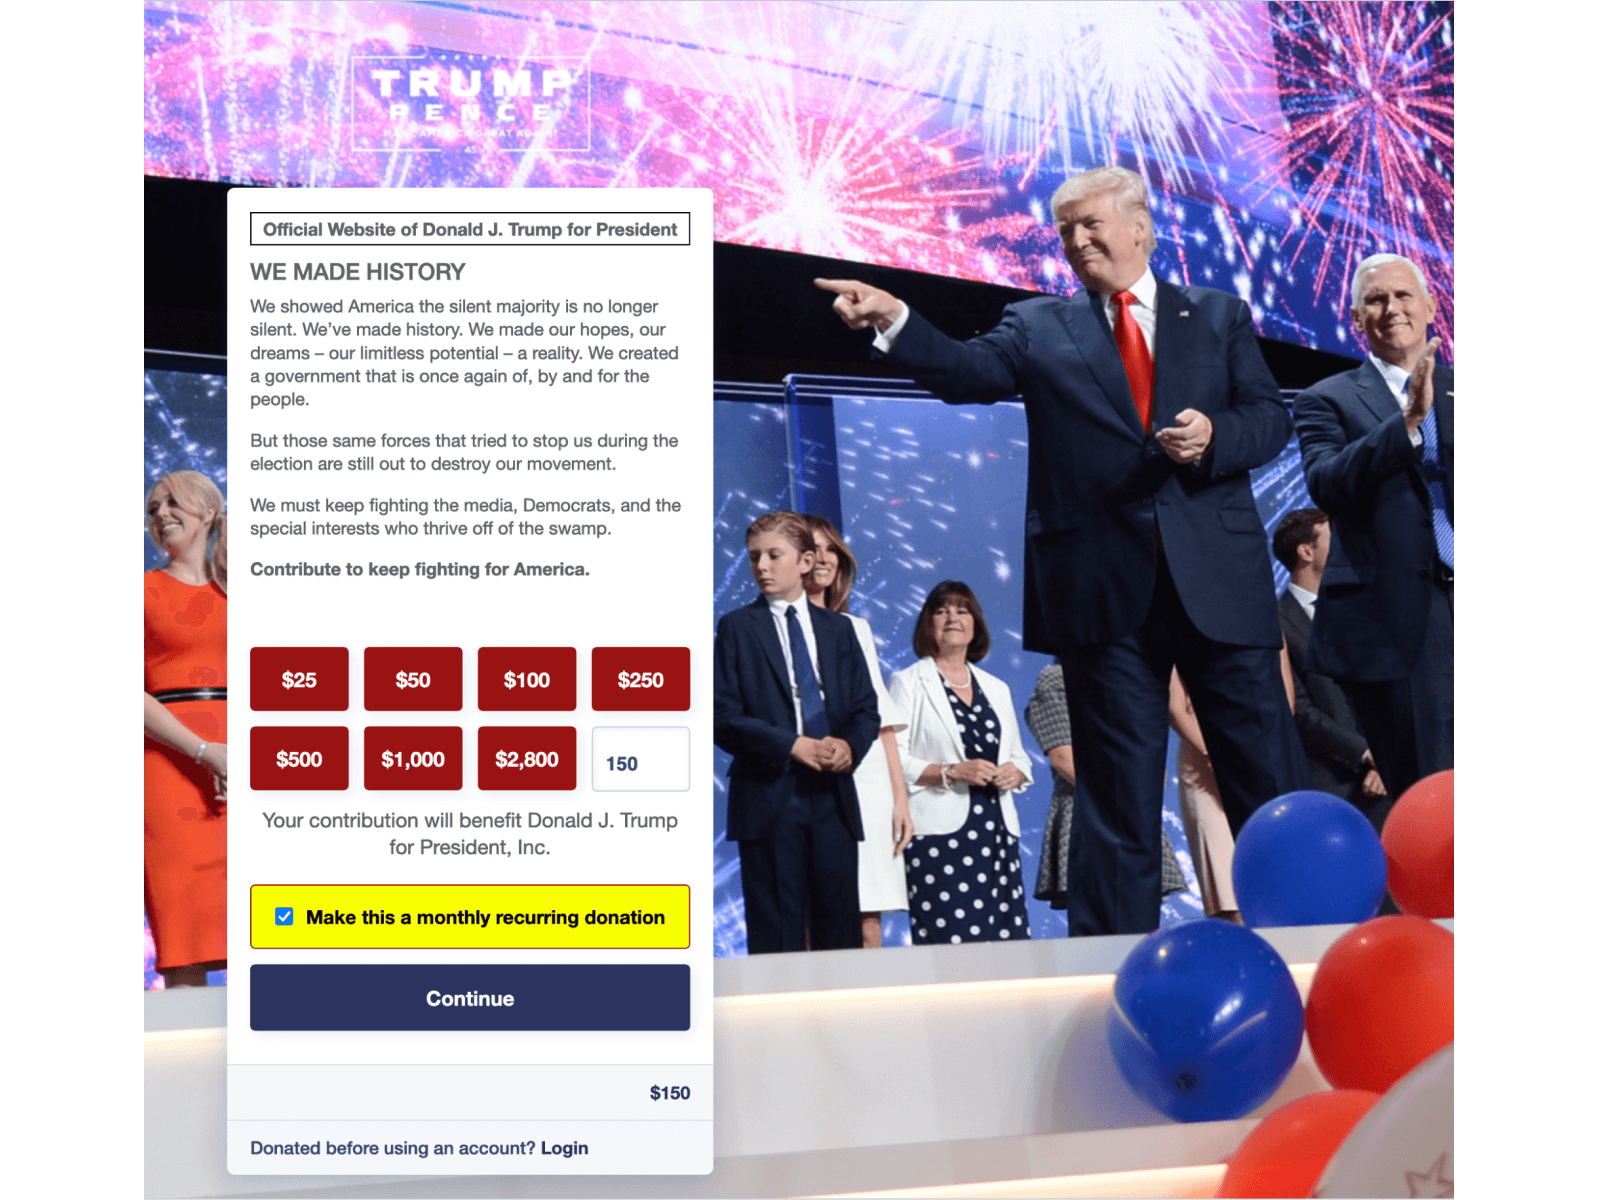 TRUMP
PENCE
MAKE AMERICA GREAT AGAIN!
45
Official Website of Donald J. Trump for President
WE MADE HISTORY
We showed America the silent majority is no longer
silent. We’ve made history. We made our hopes, our
dreams – our limitless potential – a reality. We created
a government that is once again of, by and for the
people.
But those same forces that tried to stop us during the
election are still out to destroy our movement.
We must keep fighting the media, Democrats, and the
special interests who thrive off of the swamp.
Contribute to keep fighting for America.
$25 $50 $100 $250
$500 $1,000 $2,800 150
Your contribution will benefit Donald J. Trump
for President, Inc.
Make this a monthly recurring donation
Continue
$150
Donated before using an account? Login